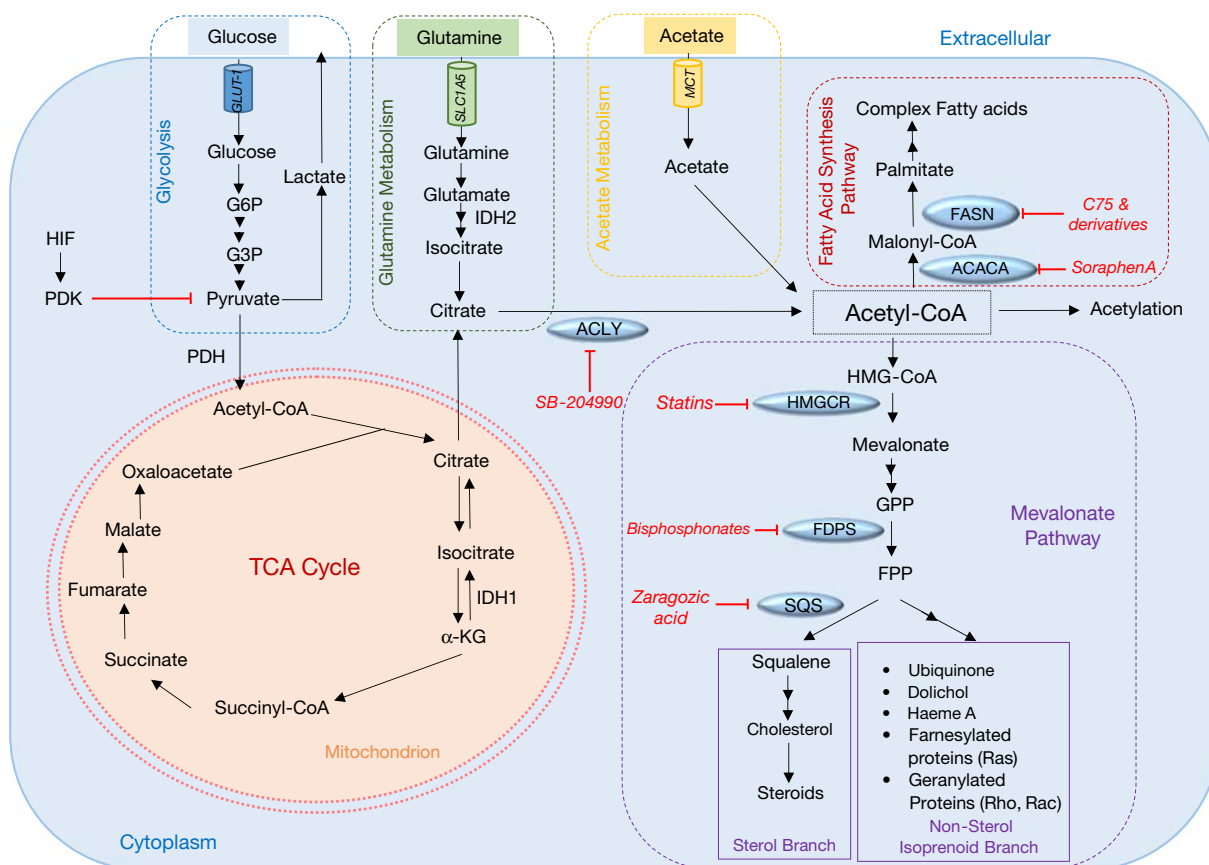 Glucose
Glutamine
Acetate
Extracellular
GLUT-1
SLC1A5
MCT
Glycolysis
Glutamine Metabolism
Acetate Metabolism
Fatty Acid Synthesis
Pathway
Glucose
G6P
G3P
Pyruvate
Lactate
HIF
PDK
PDH
Glutamine
Glutamate
IDH2
Isocitrate
Citrate
Acetate
Complex Fatty acids
Palmitate
FASN
C75 &
derivatives
Malonyl-CoA
ACACA
SoraphenA
Acetyl-CoA
Acetylation
ACLY
SB-204990
Acetyl-CoA
Oxaloacetate
Citrate
Malate
Isocitrate
TCA Cycle
Fumarate
IDH1
α-KG
Succinate
Succinyl-CoA
Mitochondrion
Cytoplasm
HMG-CoA
Statins
HMGCR
Mevalonate
GPP
Mevalonate
Pathway
Bisphosphonates
FDPS
FPP
Zaragozic
acid
SQS
Squalene
Cholesterol
Steroids
Sterol Branch
• Ubiquinone
• Dolichol
• Haeme A
• Farnesylated
proteins (Ras)
• Geranylated
Proteins (Rho, Rac)
Non-Sterol
Isoprenoid Branch